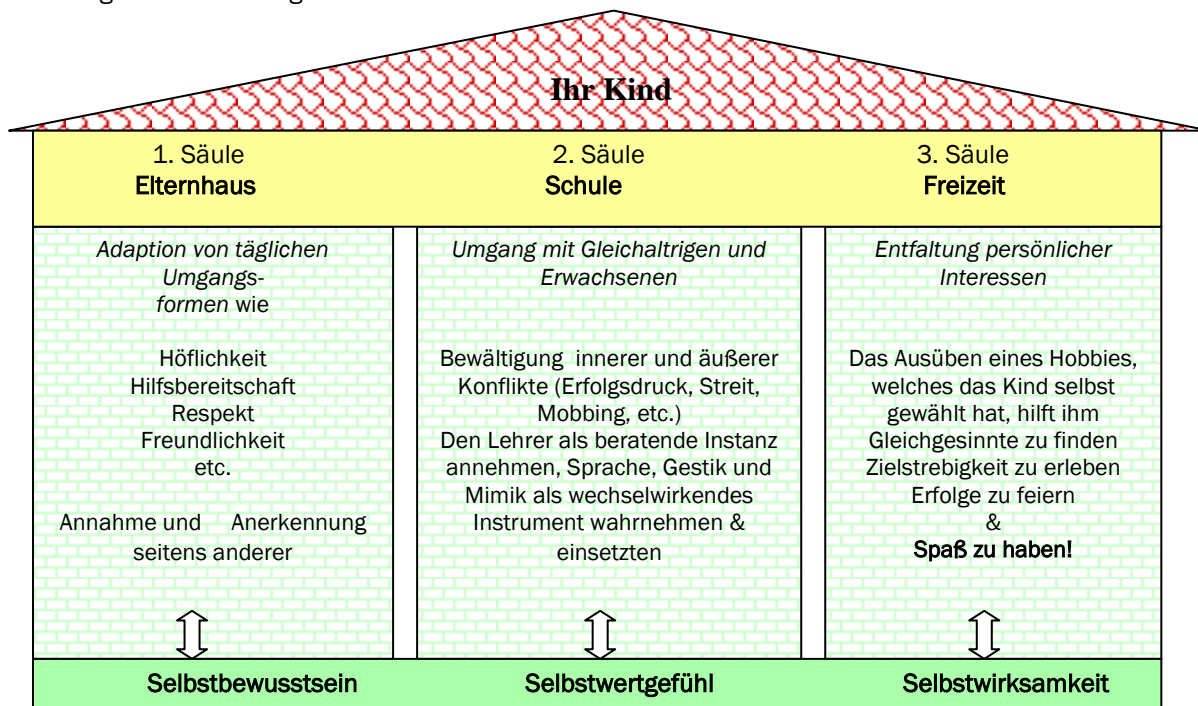 Ihr Kind
1. Säule
Elternhaus
2. Säule
Schule
3. Säule
Freizeit
Adaption von täglichen
Umgangs-
formen wie
Höflichkeit
Hilfsbereitschaft
Respekt
Freundlichkeit
etc.
Annahme und Anerkennung
seitens anderer
Umgang mit Gleichaltrigen und
Erwachsenen
Bewältigung innerer und äußerer
Konflikte (Erfolgsdruck, Streit,
Mobbing, etc.)
Den Lehrer als beratende Instanz
annehmen, Sprache, Gestik und
Mimik als wechselwirkendes
Instrument wahrnehmen &
einsetzten
Entfaltung persönlicher
Interessen
Das Ausüben eines Hobbies,
welches das Kind selbst
gewählt hat, hilft ihm
Gleichgesinnte zu finden
Zielstrebigkeit zu erleben
Erfolge zu feiern
&
Spaß zu haben!
Selbstbewusstsein
Selbstwertgefühl
Selbstwirksamkeit